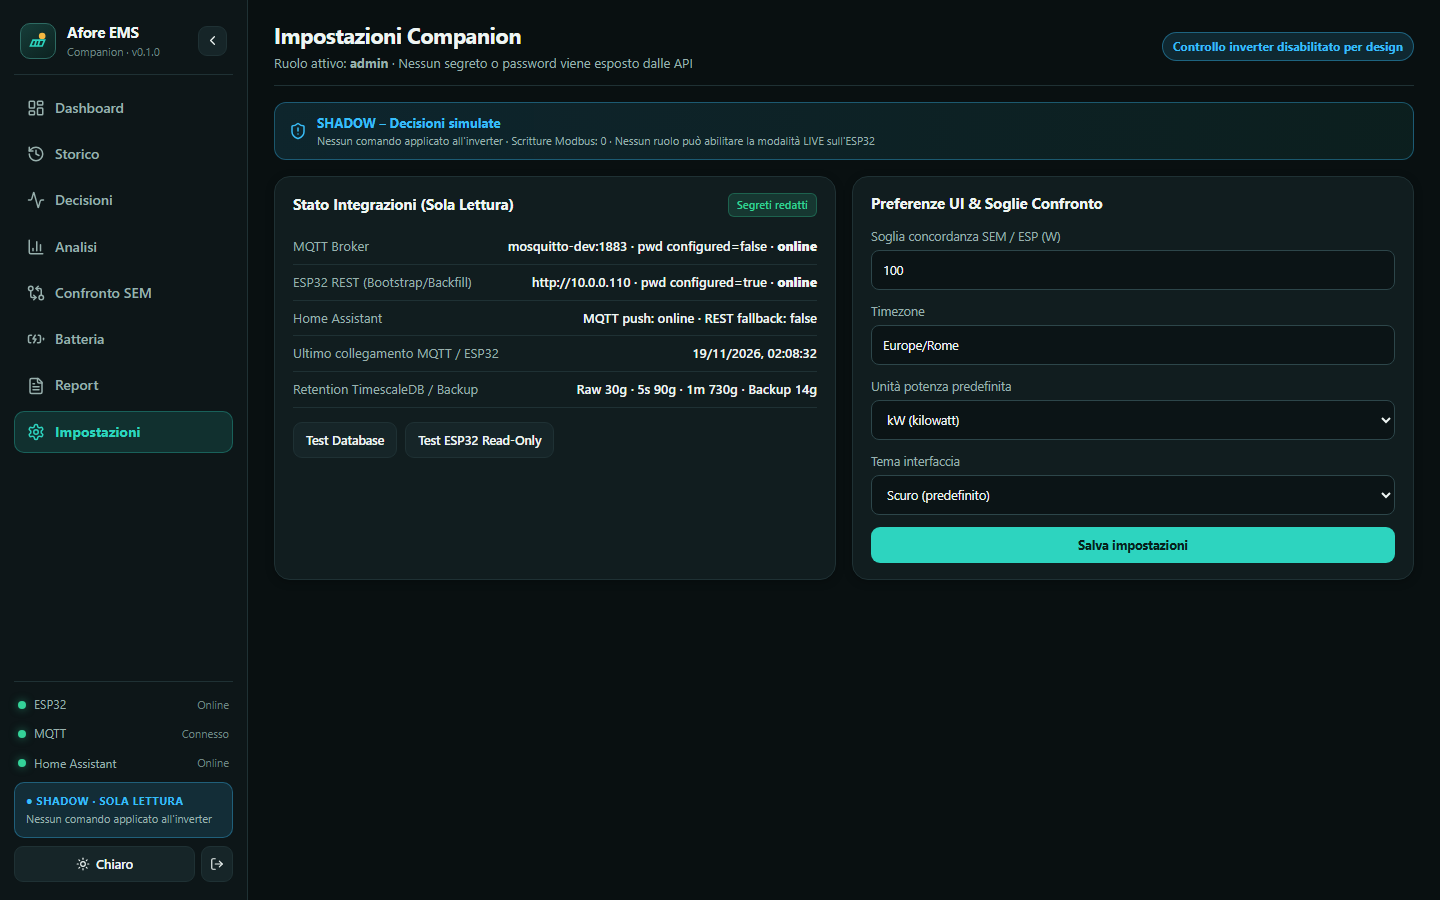 Afore EMS
Companion · v0.1.0
Dashboard
Storico
Decisioni
Analisi
Confronto SEM
Batteria
Report
Impostazioni
ESP32 Online
MQTT Connesso
Home Assistant Online
• SHADOW · SOLA LETTURA
Nessun comando applicato all'inverter
Chiaro
Impostazioni Companion
Ruolo attivo: admin · Nessun segreto o password viene esposto dalle API
Controllo inverter disabilitato per design
SHADOW – Decisioni simulate
Nessun comando applicato all'inverter · Scritture Modbus: 0 · Nessun ruolo può abilitare la modalità LIVE sull'ESP32
Stato Integrazioni (Sola Lettura)
Segreti redatti
MQTT Broker mosquitto-dev:1883 · pwd configured=false · online
ESP32 REST (Bootstrap/Backfill) http://10.0.0.110 · pwd configured=true · online
Home Assistant MQTT push: online · REST fallback: false
Ultimo collegamento MQTT / ESP32 19/11/2026, 02:08:32
Retention TimescaleDB / Backup Raw 30g · 5s 90g · 1m 730g · Backup 14g
Test Database
Test ESP32 Read-Only
Preferenze UI & Soglie Confronto
Soglia concordanza SEM / ESP (W)
100
Timezone
Europe/Rome
Unità potenza predefinita
kW (kilowatt)
Tema interfaccia
Scuro (predefinito)
Salva impostazioni